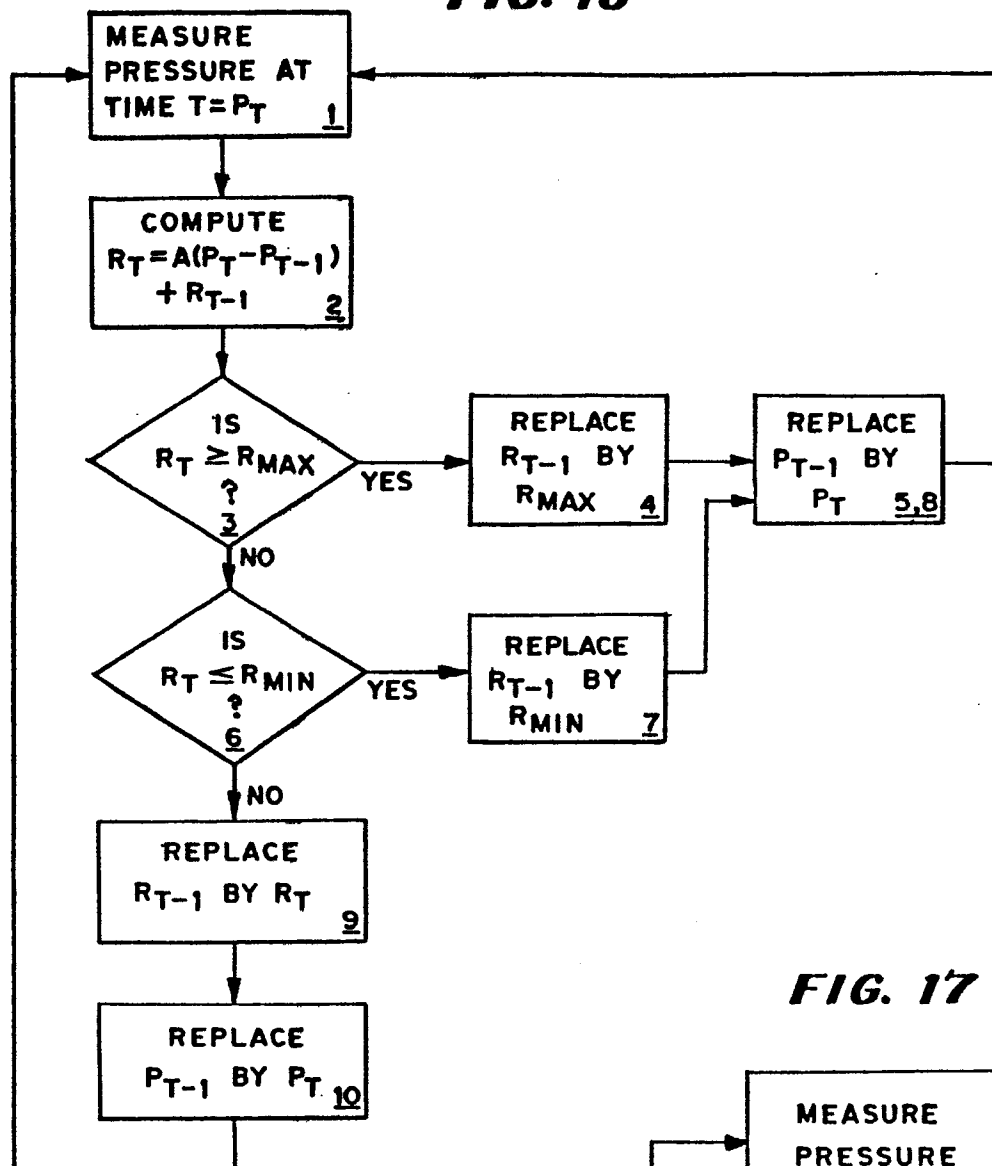 MEASURE
PRESSURE AT
TIME T=P_T
1
COMPUTE
R_T=A(P_T-P_T-1)
+R_T-1
2
IS
R_T ≥ R_MAX
?
3
YES
NO
REPLACE
R_T-1 BY
R_MAX
4
REPLACE
P_T-1 BY
P_T
5,8
IS
R_T ≤ R_MIN
?
6
YES
NO
REPLACE
R_T-1 BY
R_MIN
7
REPLACE
R_T-1 BY R_T
9
REPLACE
P_T-1 BY P_T
10
FIG. 17
MEASURE
PRESSURE